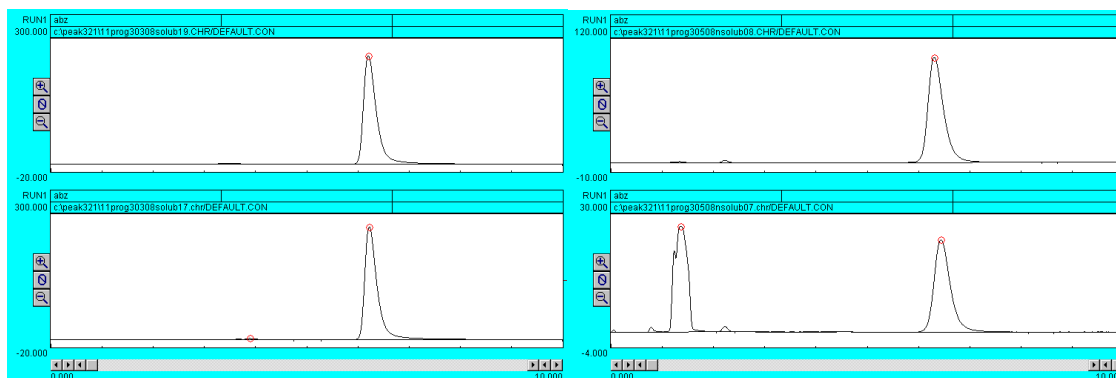 RUN1 abz
300.000 c:\peak321\11prog30308solub19.CHR/DEFAULT.CON
-20.000
RUN1 abz
300.000 c:\peak321\11prog30308solub17.chr/DEFAULT.CON
-20.000
0.000 10.000
RUN1 abz
120.000 c:\peak321\11prog30508nsolub08.CHR/DEFAULT.CON
-10.000
RUN1 abz
30.000 c:\peak321\11prog30508nsolub07.chr/DEFAULT.CON
-4.000
0.000